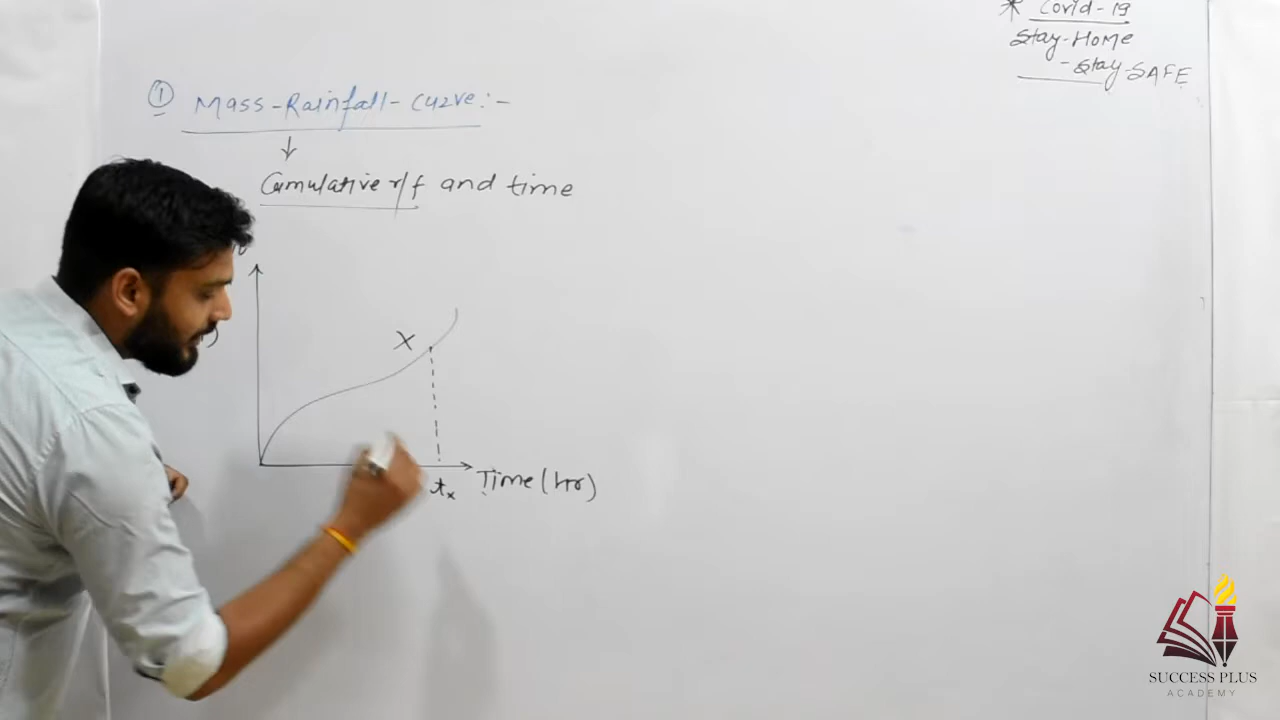 * Covid-19
Stay-Home
-Stay-SAFE
① Mass-Rainfall-Curve:-
↓
Cumulative r/f and time
X
tx
Time (hr)
SUCCESS PLUS
ACADEMY